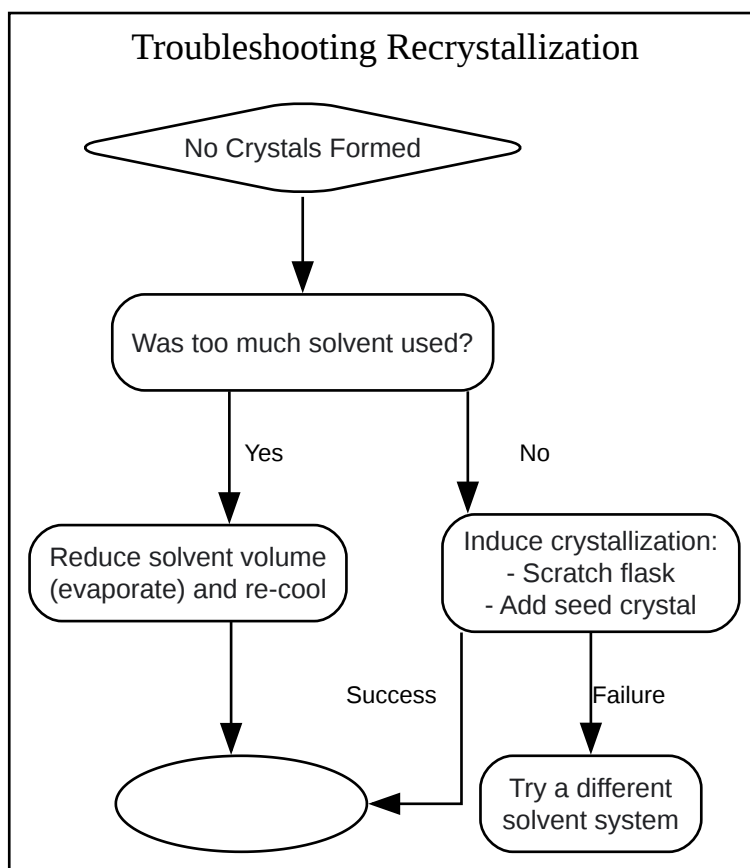 Troubleshooting Recrystallization
No Crystals Formed
Was too much solvent used?
Yes
No
Reduce solvent volume
(evaporate) and re-cool
Induce crystallization:
- Scratch flask
- Add seed crystal
Success
Failure
Try a different
solvent system